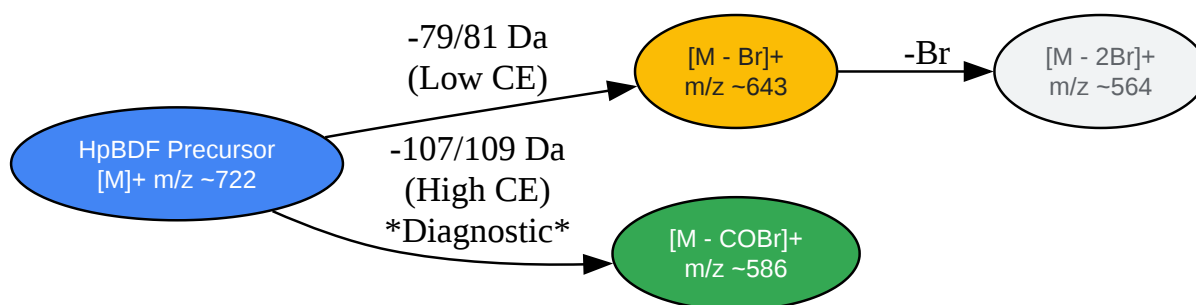 HpBDF Precursor
[M]+ m/z ~722
-79/81 Da
(Low CE)
[M - Br]+
m/z ~643
-Br
[M - 2Br]+
m/z ~564
-107/109 Da
(High CE)
*Diagnostic*
[M - COBr]+
m/z ~586